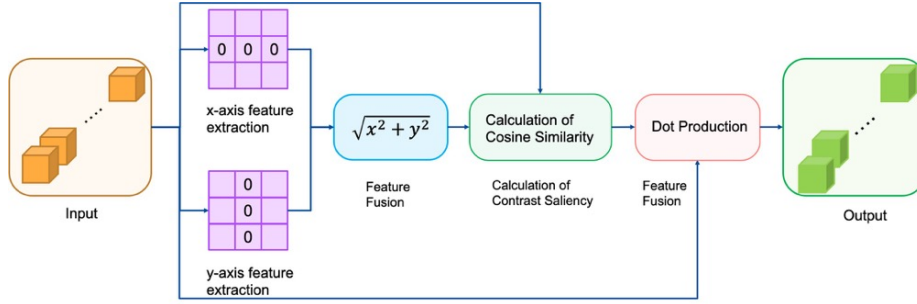 0 0 0
x-axis feature
extraction
0
0
0
y-axis feature
extraction
Input
√x² + y²
Feature
Fusion
Calculation of
Cosine Similarity
Calculation of
Contrast Saliency
Dot Production
Feature
Fusion
Output